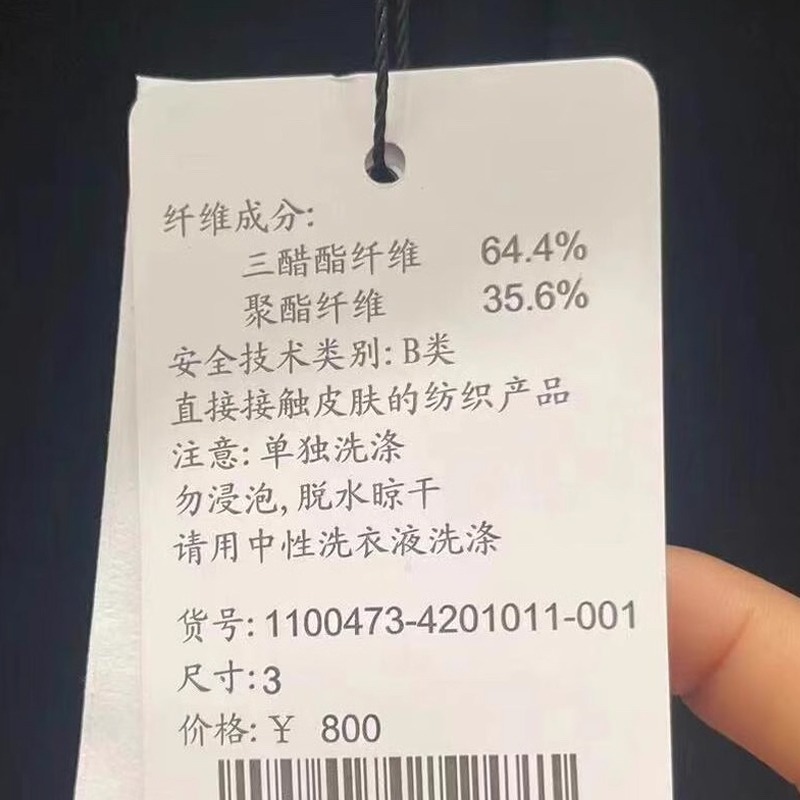 纤维成分:
三醋酯纤维 64.4%
聚酯纤维 35.6%
安全技术类别: B类
直接接触皮肤的纺织产品
注意: 单独洗涤
勿浸泡, 脱水晾干
请用中性洗衣液洗涤
货号: 1100473-4201011-001
尺寸: 3
价格: ¥ 800